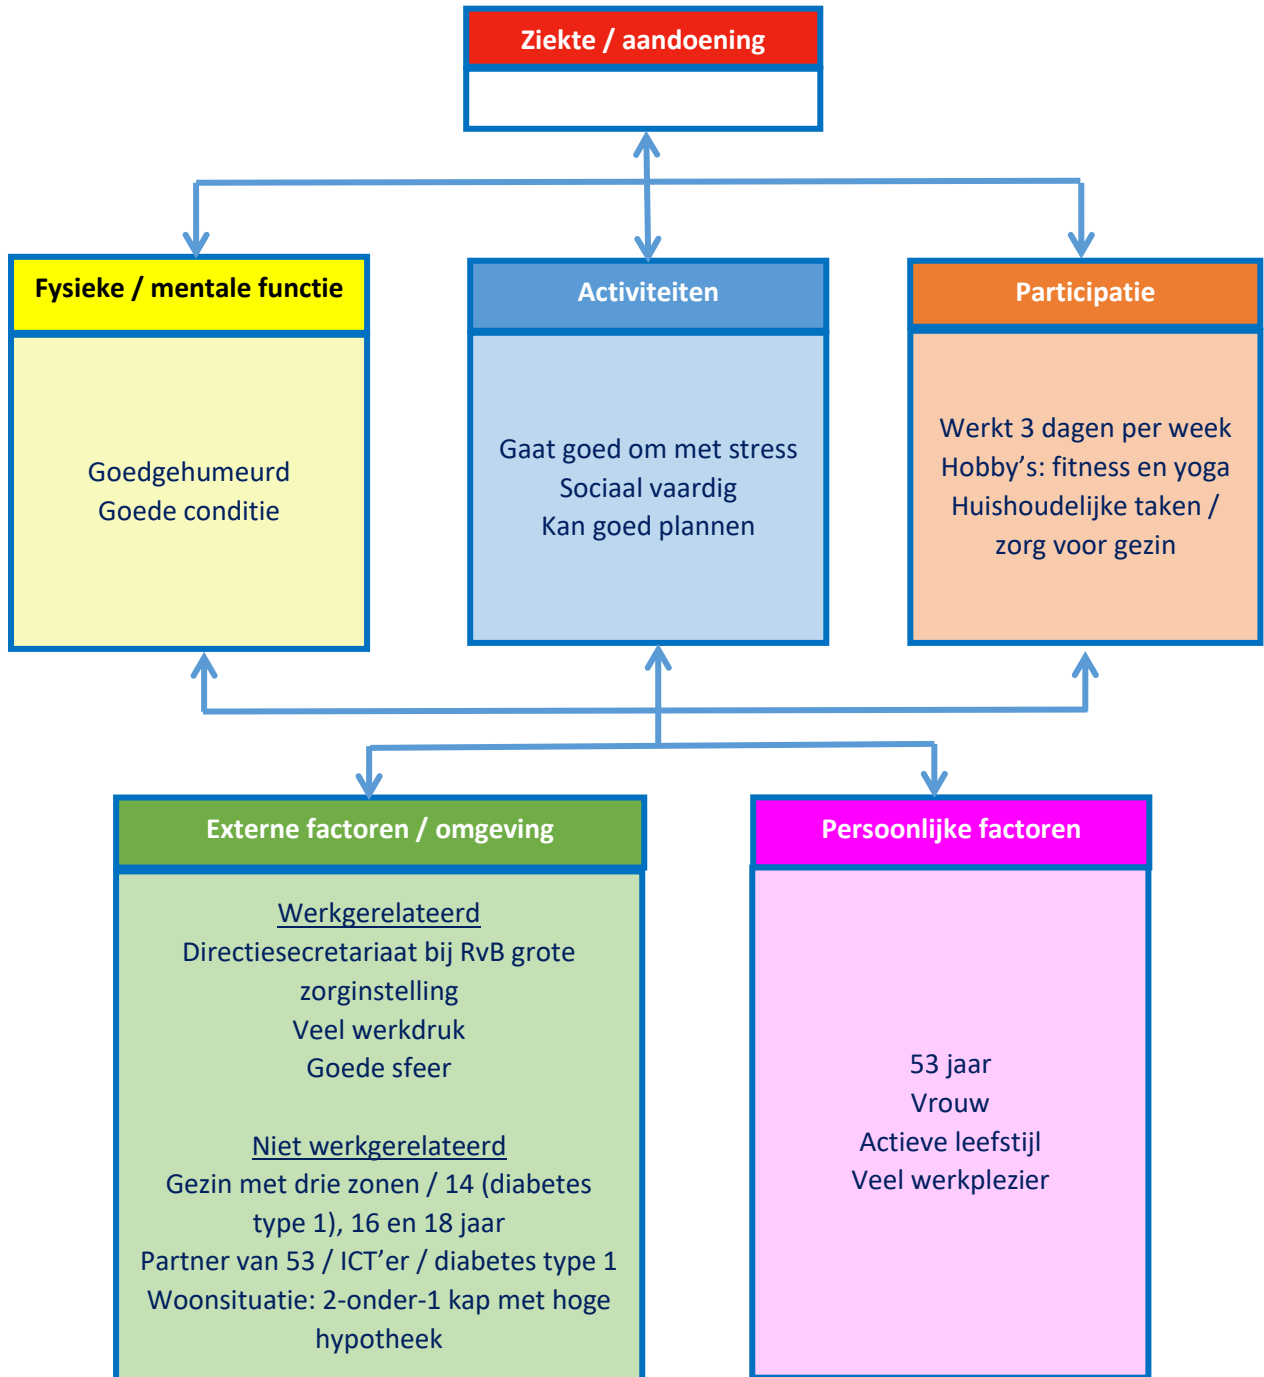 Ziekte / aandoening
Fysieke / mentale functie
Goedgehumeurd
Goede conditie
Activiteiten
Gaat goed om met stress
Sociaal vaardig
Kan goed plannen
Participatie
Werkt 3 dagen per week
Hobby’s: fitness en yoga
Huishoudelijke taken /
zorg voor gezin
Externe factoren / omgeving
Werkgerelateerd
Directiesecretariaat bij RvB grote
zorginstelling
Veel werkdruk
Goede sfeer
Niet werkgerelateerd
Gezin met drie zonen / 14 (diabetes
type 1), 16 en 18 jaar
Partner van 53 / ICT’er / diabetes type 1
Woonsituatie: 2-onder-1 kap met hoge
hypotheek
Persoonlijke factoren
53 jaar
Vrouw
Actieve leefstijl
Veel werkplezier